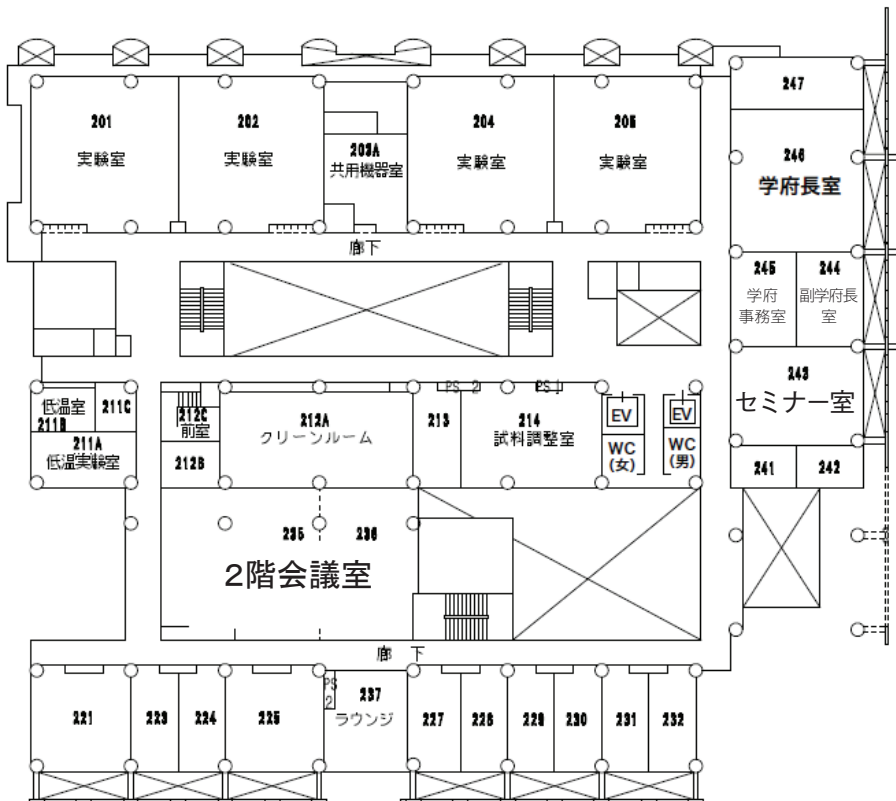 247
201
202
204
205
203A
実験室
実験室
共用機器室
実験室
実験室
246
学府長室
廊下
245
244
学府
事務室
副学府長
室
243
セミナー室
PS 2
PS 1
低温室
211B
211C
212C
前室
212A
クリーンルーム
213
214
試料調整室
EV
EV
211A
低温実験室
212B
WC
(女)
WC
(男)
241
242
235
236
2階会議室
廊 下
221
223
224
225
PS
2
237
ラウンジ
227
228
229
230
231
232